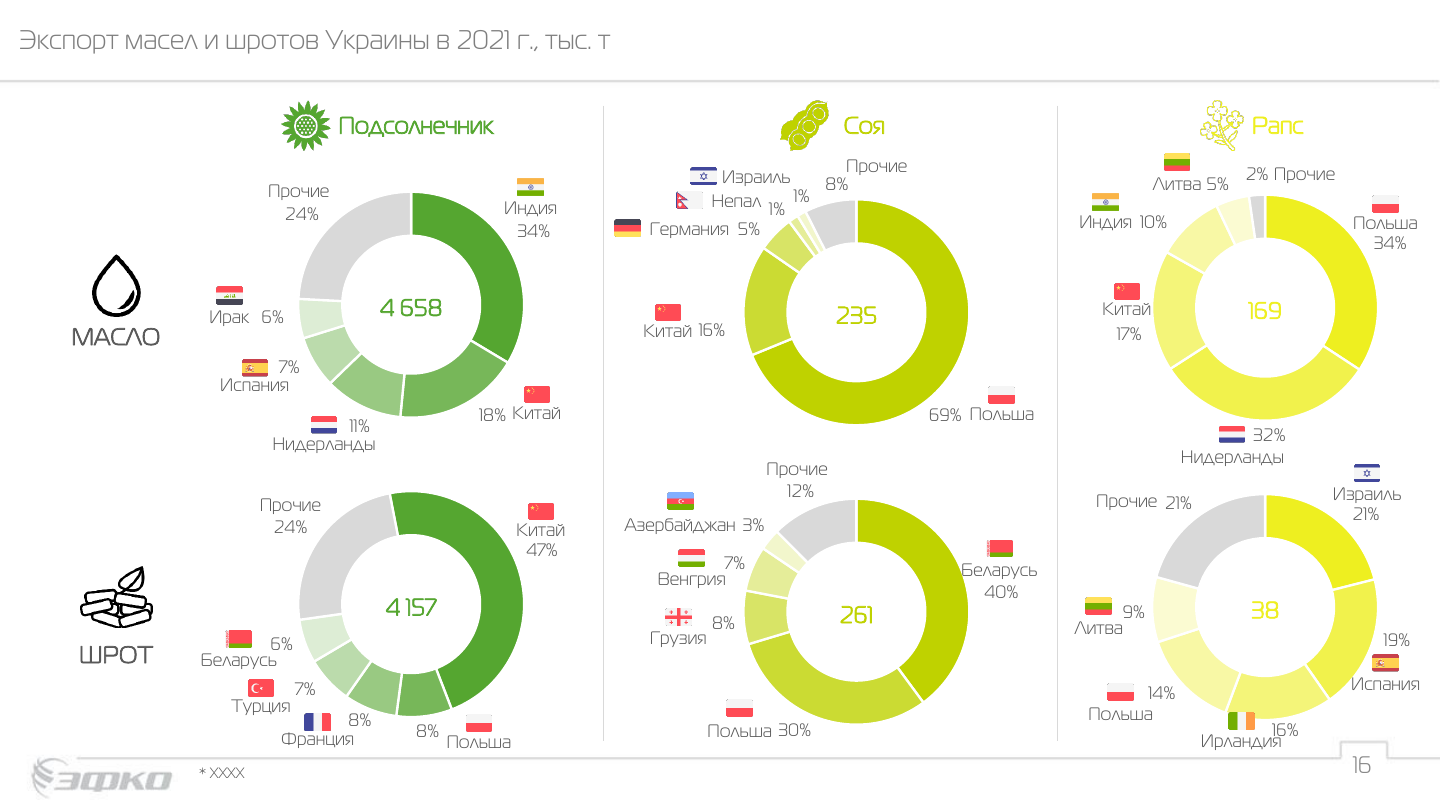 Экспорт масел и шротов Украины в 2021 г., тыс. т
Подсолнечник
Соя
Рапс
МАСЛО
Прочие
24%
Индия
34%
Ирак 6%
7%
Испания
11%
Нидерланды
18% Китай
4 658
Израиль 1%
Прочие
8%
Непал 1%
Германия 5%
Китай 16%
235
69% Польша
Литва 5%
2% Прочие
Индия 10%
Польша
34%
Китай
17%
169
32%
Нидерланды
ШРОТ
Прочие
24%
Китай
47%
4 157
6%
Беларусь
7%
Турция
8%
Франция
8% Польша
Прочие
12%
Азербайджан 3%
7%
Венгрия
8%
Грузия
Беларусь
40%
261
Польша 30%
Прочие 21%
Израиль
21%
9%
Литва
38
19%
Испания
14%
Польша
16%
Ирландия
ЭФКО
* XXXX
16